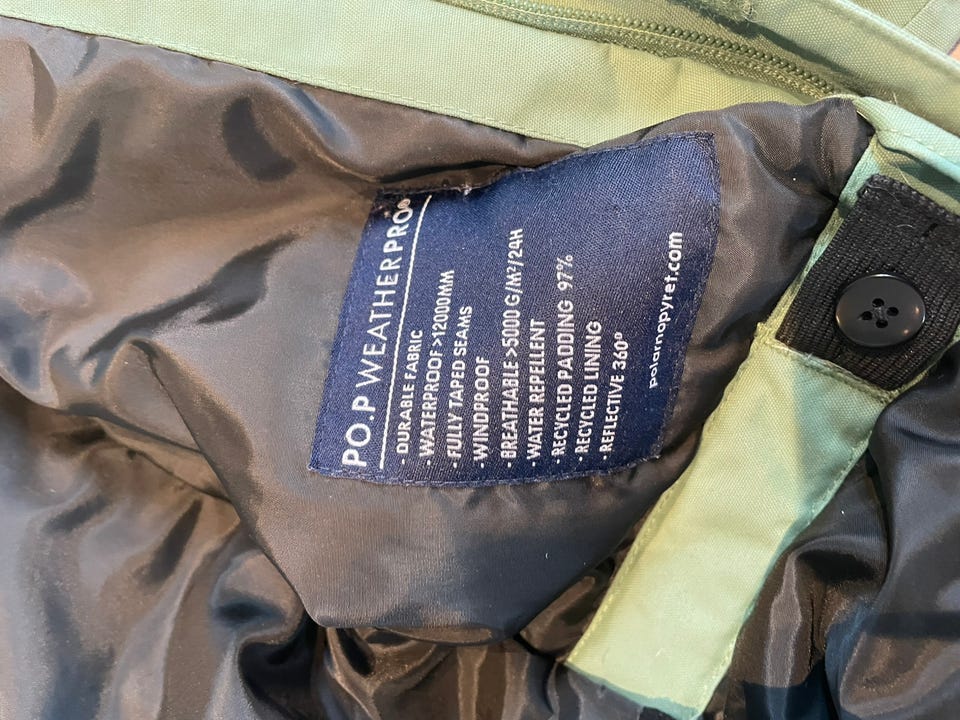 PO.P WEATHERPRO®
· DURABLE FABRIC
· WATERPROOF >12000MM
· FULLY TAPED SEAMS
· WINDPROOF
· BREATHABLE >5000 G/M²/24H
· WATER REPELLENT
· RECYCLED PADDING 97%
· RECYCLED LINING
· REFLECTIVE 360º
polarnopyret.com